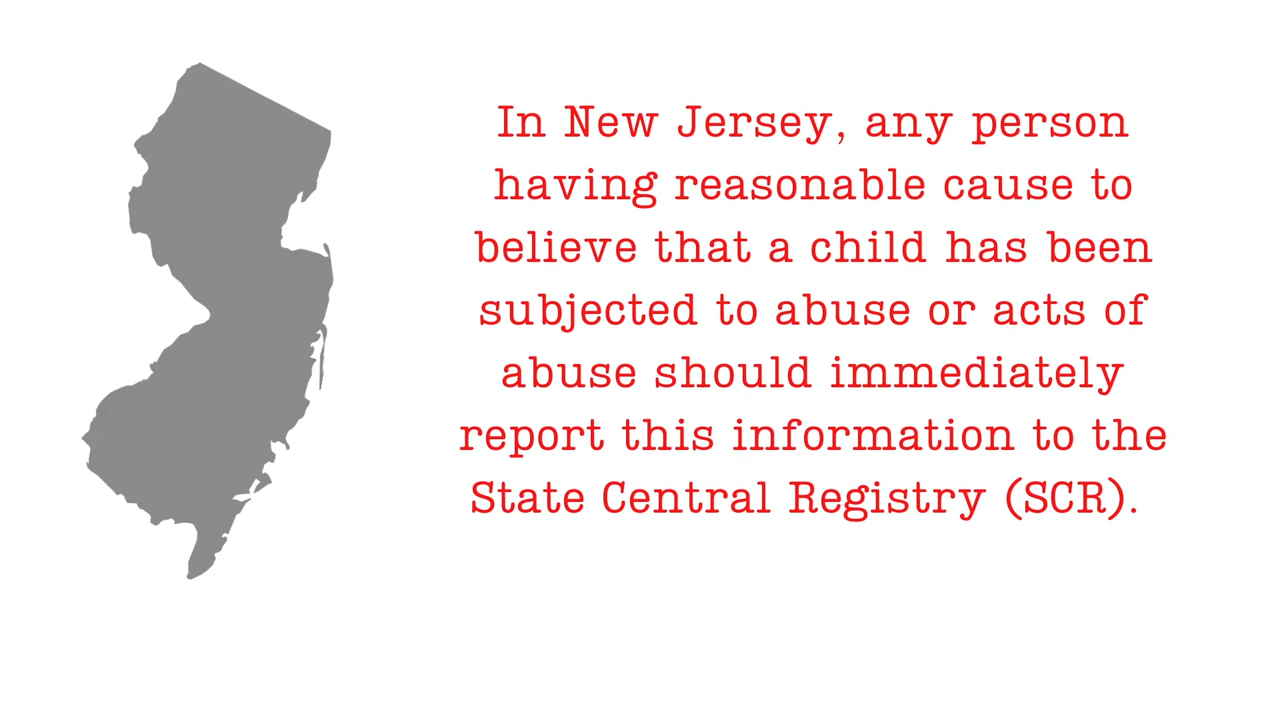 In New Jersey, any person
having reasonable cause to
believe that a child has been
subjected to abuse or acts of
abuse should immediately
report this information to the
State Central Registry (SCR).